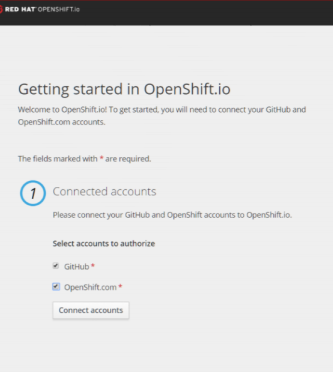 RED HAT OPENSHIFT.io
Getting started in OpenShift.io
Welcome to OpenShift.io! To get started, you will need to connect your GitHub and
OpenShift.com accounts.
The fields marked with * are required.
1 Connected accounts
Please connect your GitHub and OpenShift accounts to OpenShift.io.
Select accounts to authorize
GitHub *
OpenShift.com *
Connect accounts